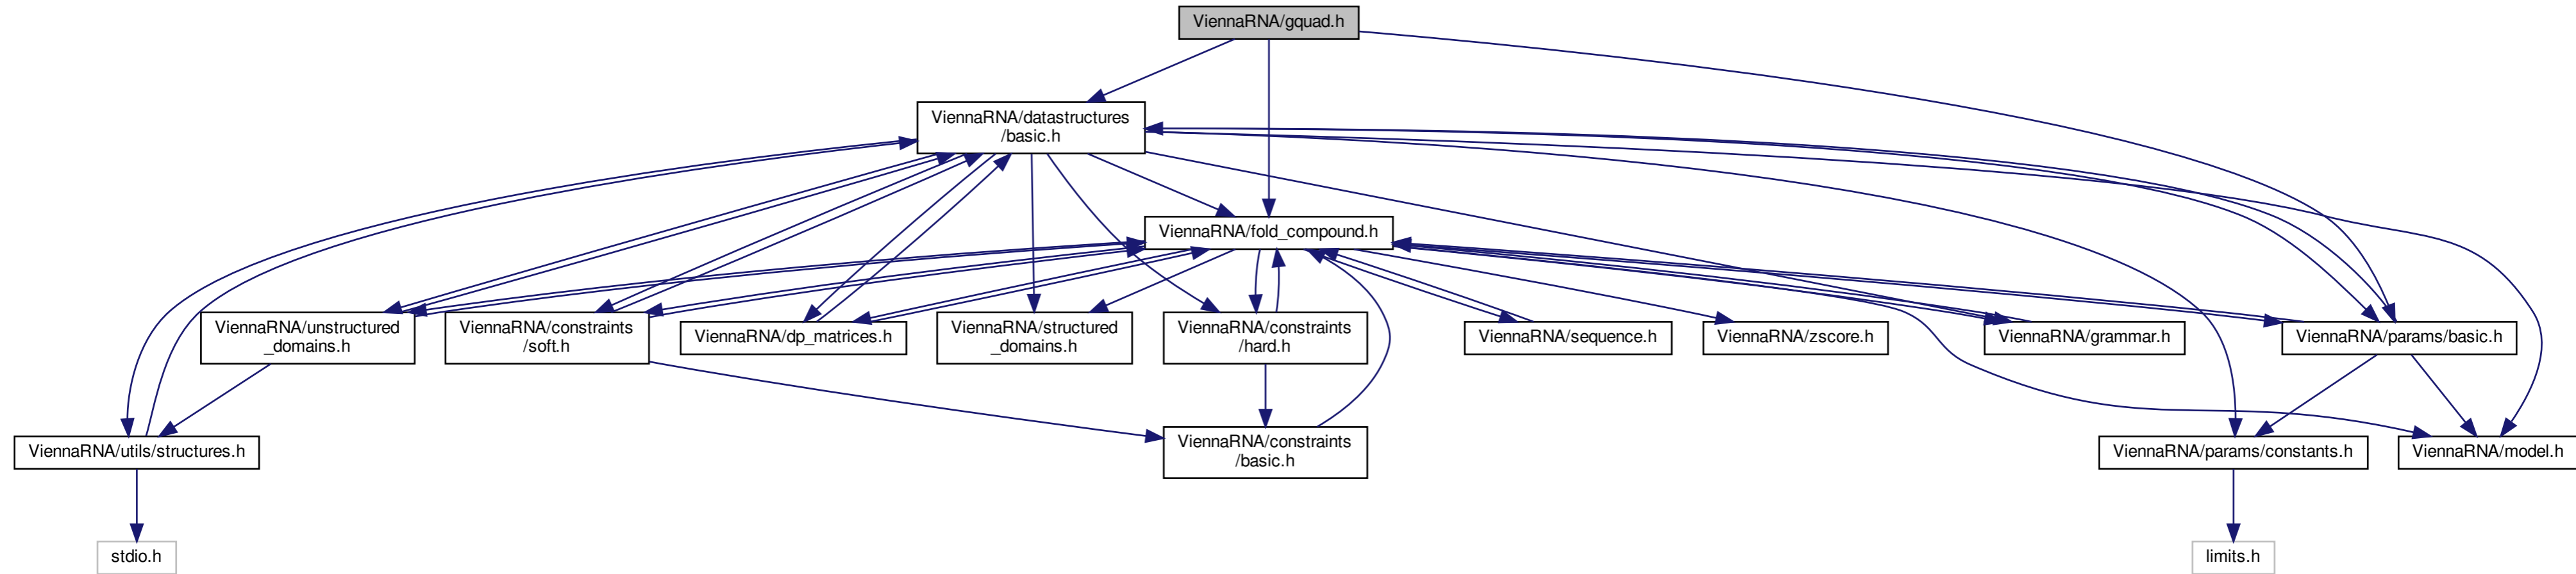 ViennaRNA/gquad.h
ViennaRNA/datastructures
/basic.h
ViennaRNA/fold_compound.h
ViennaRNA/unstructured
_domains.h
ViennaRNA/constraints
/soft.h
ViennaRNA/dp_matrices.h
ViennaRNA/structured
_domains.h
ViennaRNA/constraints
/hard.h
ViennaRNA/sequence.h
ViennaRNA/zscore.h
ViennaRNA/grammar.h
ViennaRNA/params/basic.h
ViennaRNA/utils/structures.h
ViennaRNA/constraints
/basic.h
ViennaRNA/params/constants.h
ViennaRNA/model.h
stdio.h
limits.h